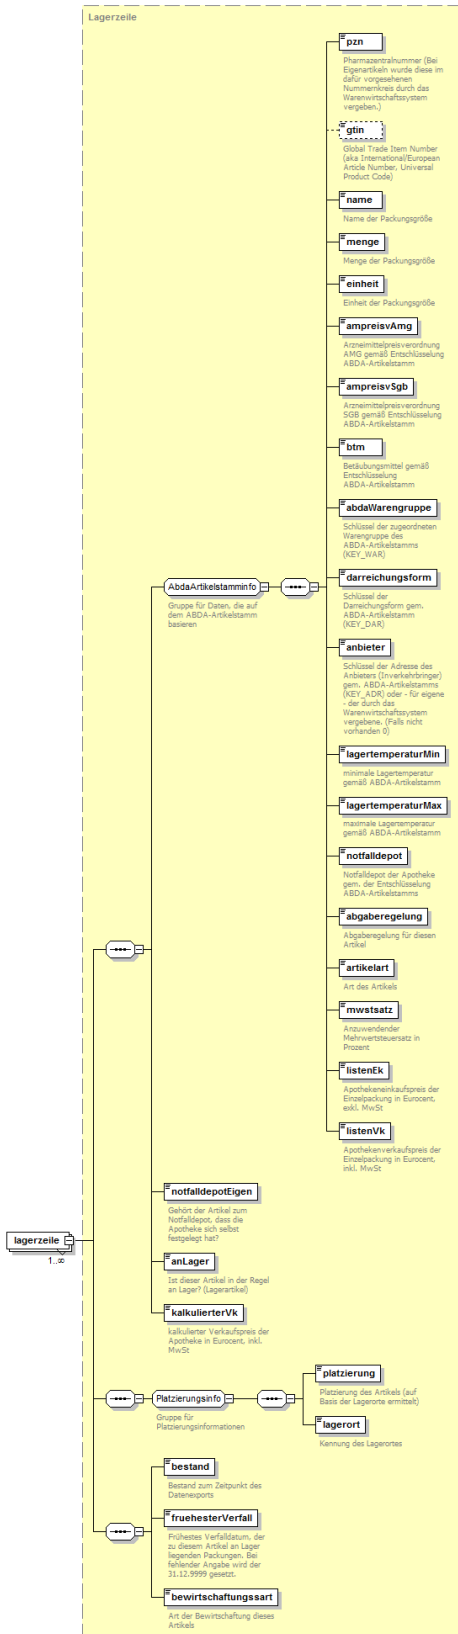 Lagerzeile
pzn
Pharmazentralnummer (Bei
Eigenartikeln wurde diese im
dafür vorgesehenen
Nummernkreis durch das
Warenwirtschaftssystem
vergeben.)
gtin
Global Trade Item Number
(aka International/European
Article Number, Universal
Product Code)
name
Name der Packungsgröße
menge
Menge der Packungsgröße
einheit
Einheit der Packungsgröße
ampreisvAmg
Arzneimittelpreisverordnung
AMG gemäß Entschlüsselung
ABDA-Artikelstamm
ampreisvSgb
Arzneimittelpreisverordnung
SGB gemäß Entschlüsselung
ABDA-Artikelstamm
btm
Betäubungsmittel gemäß
Entschlüsselung
ABDA-Artikelstamm
abdaWarengruppe
Schlüssel der zugeordneten
Warengruppe des
ABDA-Artikelstamms
(KEY_WAR)
AbdaArtikelstamminfo
Gruppe für Daten, die auf
dem ABDA-Artikelstamm
basieren
darreichungsform
Schlüssel der
Darreichungsform gem.
ABDA-Artikelstamm
(KEY_DAR)
anbieter
Schlüssel der Adresse des
Anbieters (Inverkehrbringer)
gem. ABDA-Artikelstamms
(KEY_ADR) oder - für eigene
- der durch das
Warenwirtschaftssystem
vergebene. (Falls nicht
vorhanden 0)
lagertemperaturMin
minimale Lagertemperatur
gemäß ABDA-Artikelstamm
lagertemperaturMax
maximale Lagertemperatur
gemäß ABDA-Artikelstamm
notfalldepot
Notfalldepot der Apotheke
gem. der Entschlüsselung
ABDA-Artikelstamms
abgaberegelung
Abgaberegelung für diesen
Artikel
artikelart
Art des Artikels
mwstsatz
Anzuwendender
Mehrwertsteuersatz in
Prozent
listenEk
Apothekeneinkaufspreis der
Einzelpackung in Eurocent,
exkl. MwSt
listenVk
Apothekenverkaufspreis der
Einzelpackung in Eurocent,
inkl. MwSt
notfalldepotEigen
Gehört der Artikel zum
Notfalldepot, dass die
Apotheke sich selbst
festgelegt hat?
lagerzeile
1..∞
anLager
Ist dieser Artikel in der Regel
an Lager? (Lagerartikel)
kalkulierterVk
kalkulierter Verkaufspreis der
Apotheke in Eurocent, inkl.
MwSt
Platzierungsinfo
Gruppe für
Platzierungsinformationen
platzierung
Platzierung des Artikels (auf
Basis der Lagerorte ermittelt)
lagerort
Kennung des Lagerortes
bestand
Bestand zum Zeitpunkt des
Datenexports
fruehesterVerfall
Frühestes Verfalldatum, der
zu diesem Artikel an Lager
liegenden Packungen. Bei
fehlender Angabe wird der
31.12.9999 gesetzt.
bewirtschaftungssart
Art der Bewirtschaftung dieses
Artikels